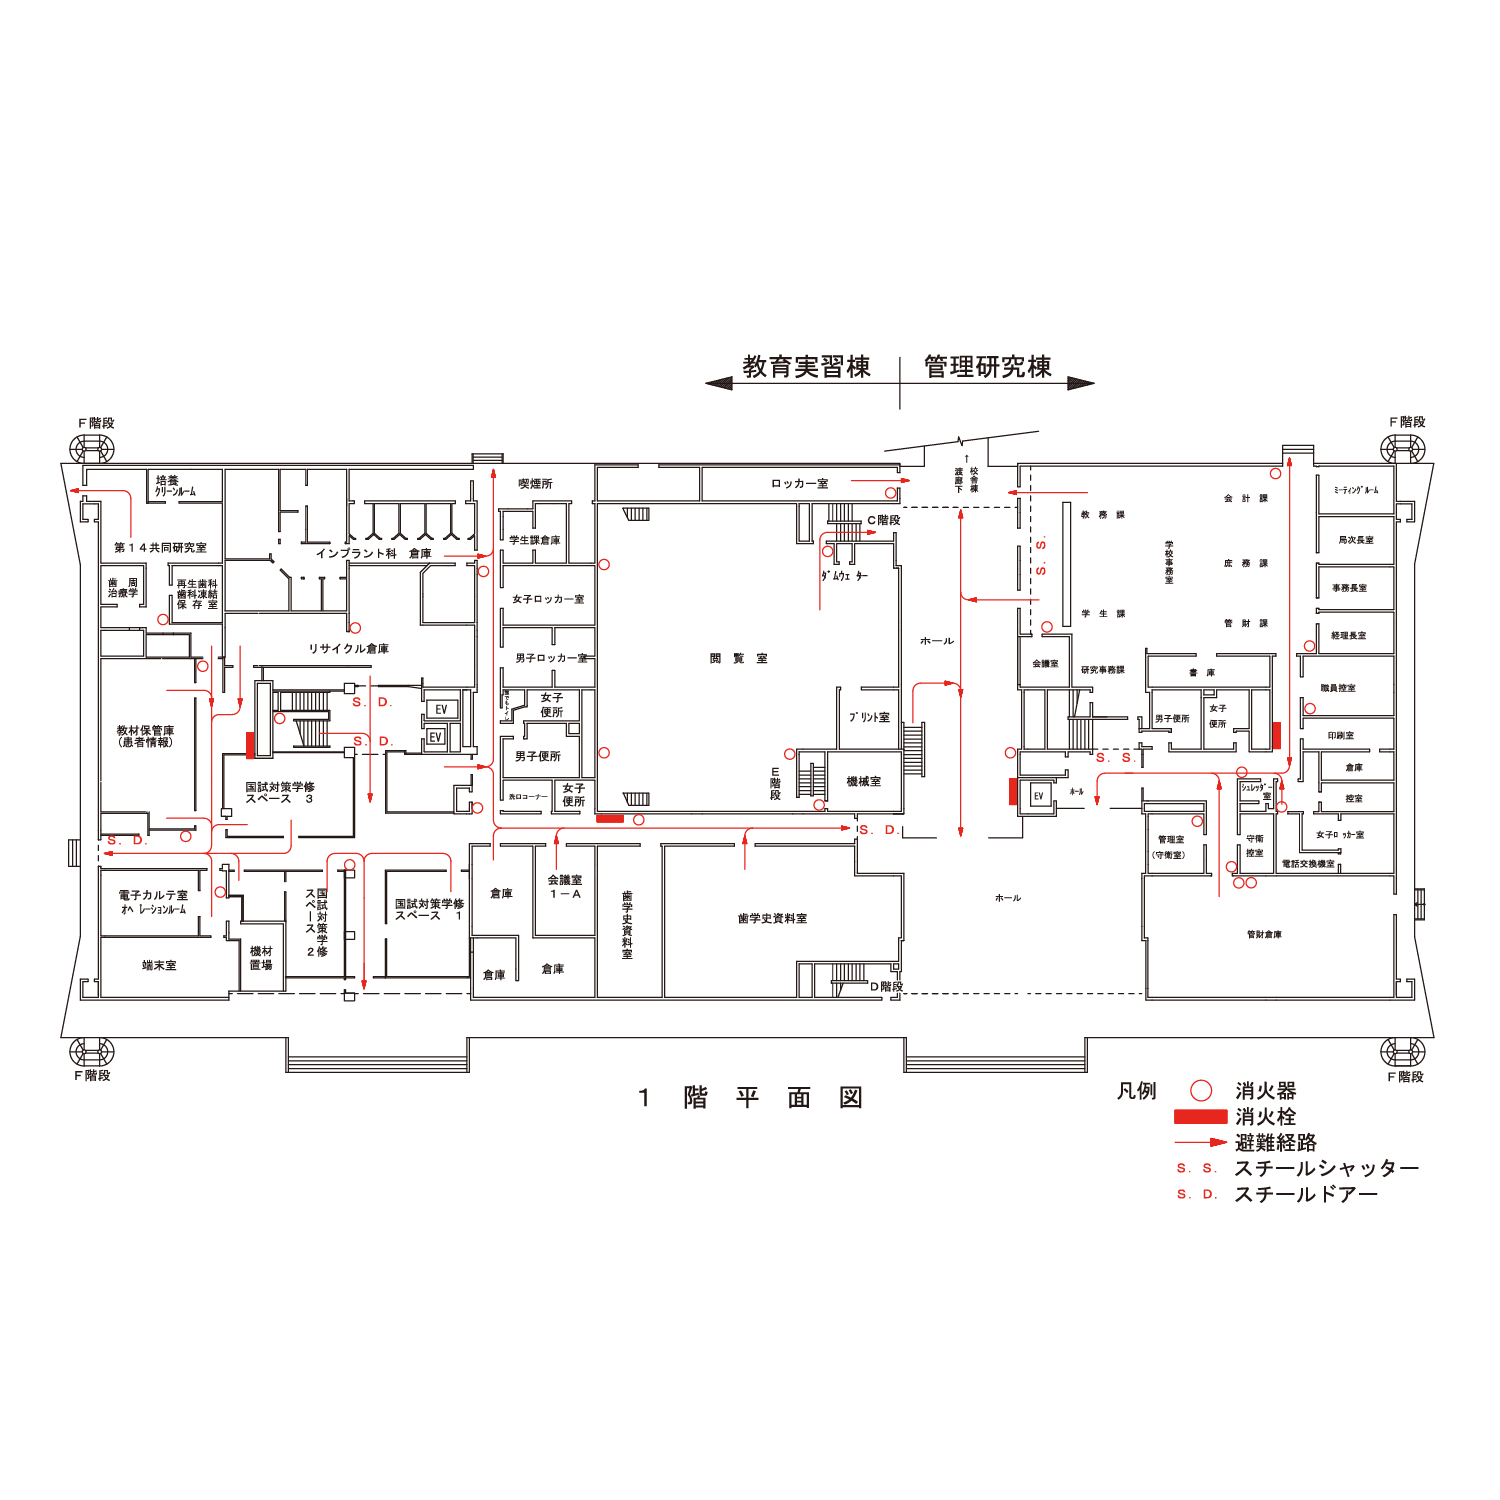 教育実習棟
管理研究棟
Ｆ階段
Ｆ階段
培養
クリーンルーム
喫煙所
ロッカー室
↑
渡廊下
校舎棟
会計課
ミーティングルーム
第１４共同研究室
インプラント科 倉庫
学生課倉庫
Ｃ階段
教務課
Ｓ．Ｓ．
学校事務室
庶務課
局次長室
歯周
治療学
再生歯科
歯科凍結
保存室
女子ロッカー室
ダムウェーター
事務長室
学生課
管財課
リサイクル倉庫
男子ロッカー室
閲覧室
ホール
会議室
研究事務課
書庫
経理長室
職員控室
Ｓ．Ｄ．
EV
誰でもトイレ
女子
便所
プリント室
男子便所
女子
便所
教材保管庫
(患者情報)
Ｓ．Ｄ．
EV
男子便所
印刷室
Ｓ．Ｓ．
国試対策学修
スペース ３
洗口コーナー
女子
便所
Ｅ階段
機械室
EV
ホール
シュレッダー
室
倉庫
控室
Ｓ．Ｄ．
Ｓ．Ｄ．
管理室
(守衛室)
守衛
控室
女子ロッカー室
電話交換機室
電子カルテ室
オペレーションルーム
国試対策学修
スペース２
国試対策学修
スペース １
倉庫
会議室
１－Ａ
歯学史資料室
歯学史資料室
ホール
管財倉庫
端末室
機材
置場
倉庫
倉庫
Ｄ階段
Ｆ階段
Ｆ階段
１階平面図
凡例
消火器
消火栓
避難経路
Ｓ．Ｓ． スチールシャッター
Ｓ．Ｄ． スチールドアー